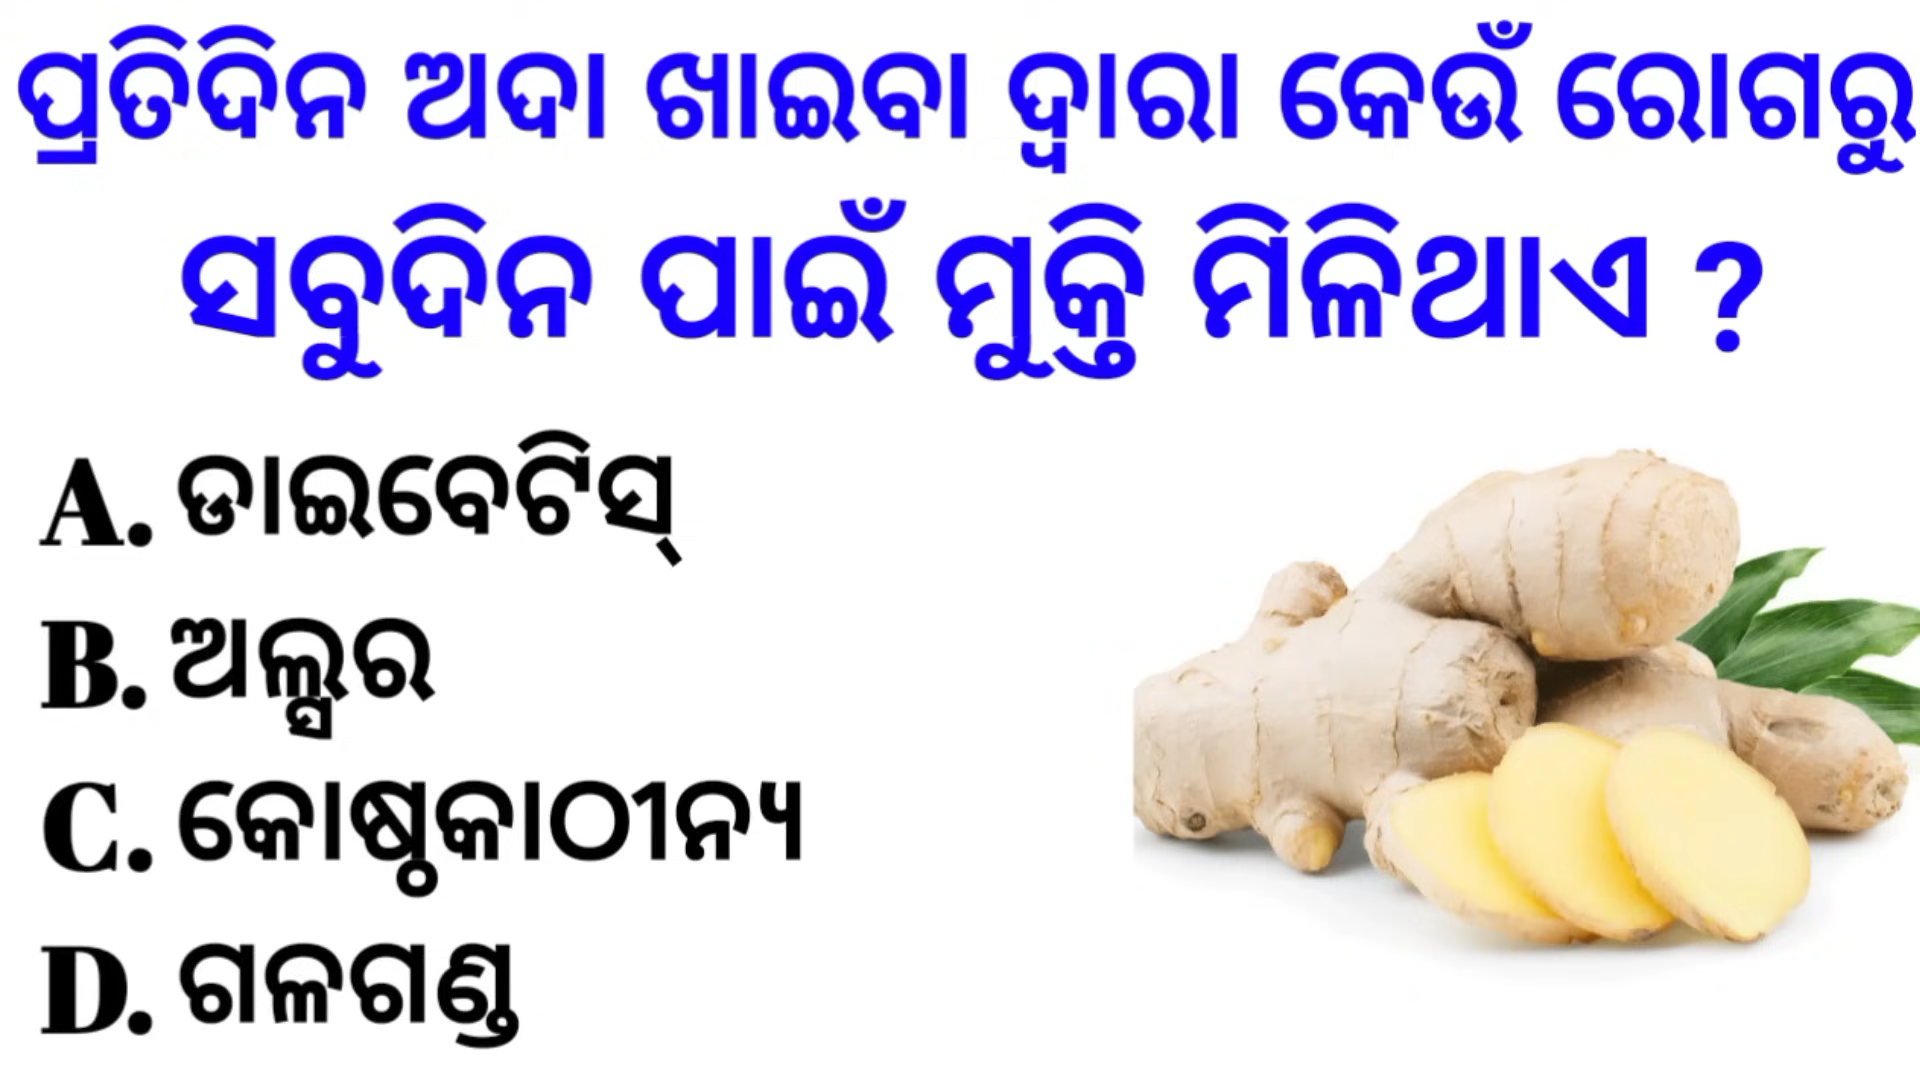 ପ୍ରତିଦିନ ଅଦା ଖାଇବା ଦ୍ୱାରା କେଉଁ ରୋଗରୁ
ସବୁଦିନ ପାଇଁ ମୁକ୍ତି ମିଳିଥାଏ ?
A. ଡାଇବେଟିସ୍
B. ଅଲ୍ସର
C. କୋଷ୍ଠକାଠୀନ୍ୟ
D. ଗଳଗଣ୍ଡ